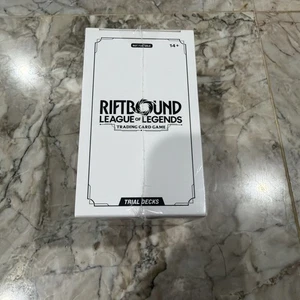 14+
RIFTBOUND
LEAGUE OF LEGENDS
TRADING CARD GAME
TRIAL DECKS